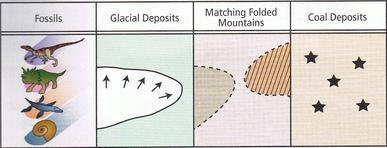 Fossils
Glacial Deposits
Matching Folded
Mountains
Coal Deposits